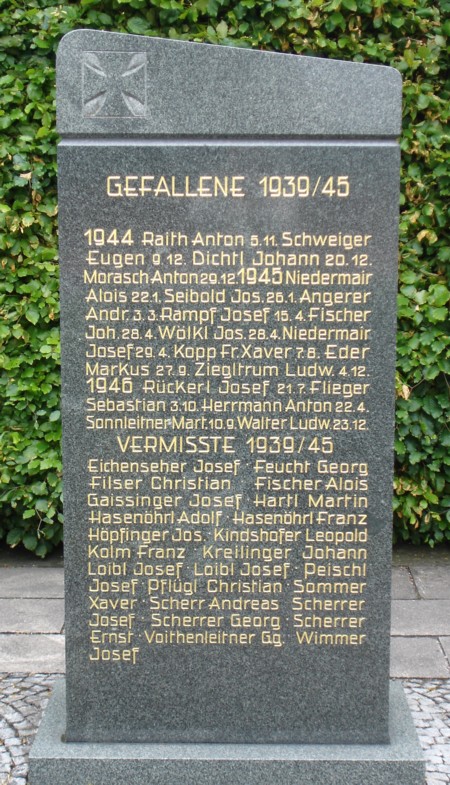 GEFALLENE 1939/45
1944 Raith Anton 5.11. Schweiger
Eugen 9.12. Dichtl Johann 20.12.
Morasch Anton 29.12. 1945 Niedermair
Alois 22.1. Seibold Jos. 26.1. Angerer
Andr. 3.3. Rampf Josef 15.4. Fischer
Joh. 28.4. Wölkl Jos. 28.4. Niedermair
Josef 29.4. Kopp Fr. Xaver 7.8. Eder
Markus 27.9. Ziegltrum Ludw. 4.12.
1946 Rückerl Josef 21.7. Flieger
Sebastian 3.10. Herrmann Anton 22.4.
Sonnleitner Mart. 10.9. Walter Ludw. 23.12.
VERMISSTE 1939/45
Eichenseher Josef · Feucht Georg
Filser Christian · Fischer Alois
Gaissinger Josef · Hartl Martin
Hasenöhrl Adolf · Hasenöhrl Franz
Höpfinger Jos. · Kindshofer Leopold
Kolm Franz · Kreilinger Johann
Loibl Josef · Loibl Josef · Peischl
Josef · Pflügl Christian · Sommer
Xaver · Scherr Andreas · Scherrer
Josef · Scherrer Georg · Scherrer
Ernst · Voithenleitner Gg. · Wimmer
Josef